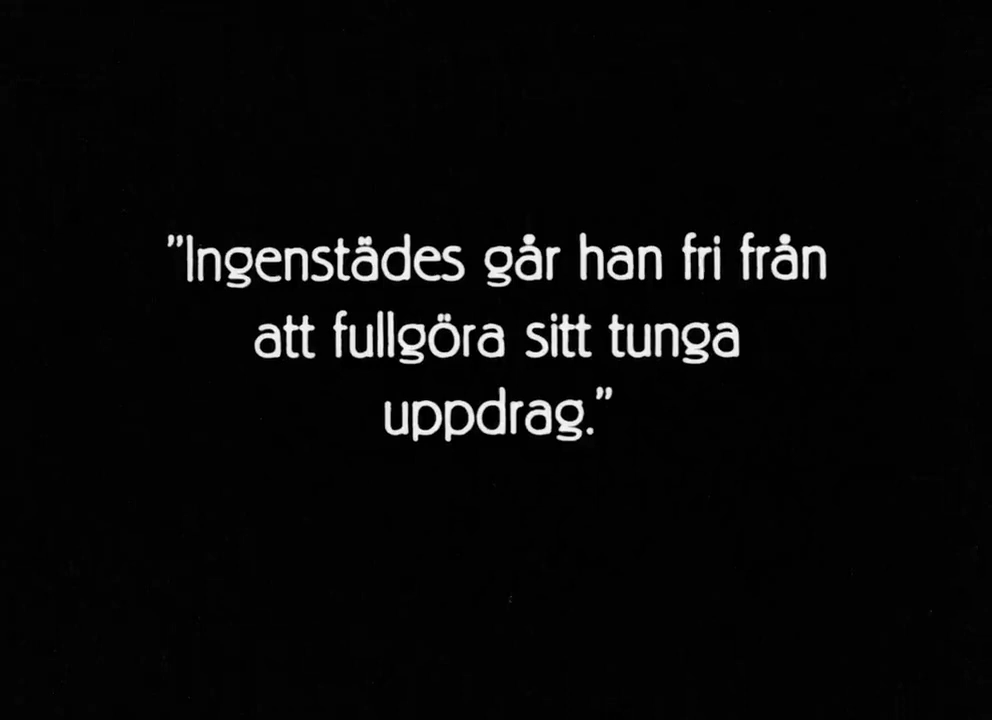 "Ingenstädes går han fri från
att fullgöra sitt tunga
uppdrag."